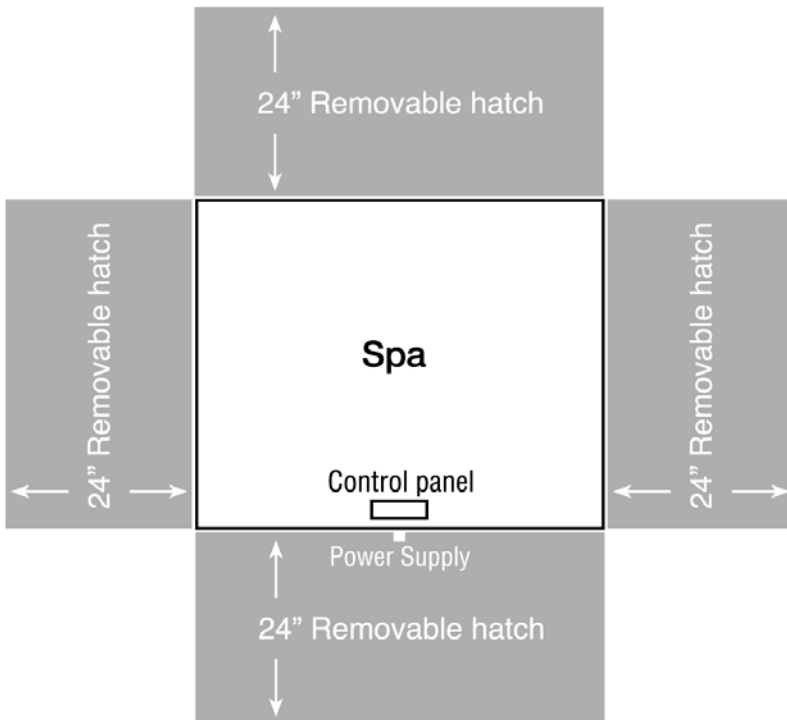 24” Removable hatch
24” Removable hatch
Spa
24” Removable hatch
Control panel
Power Supply
24” Removable hatch